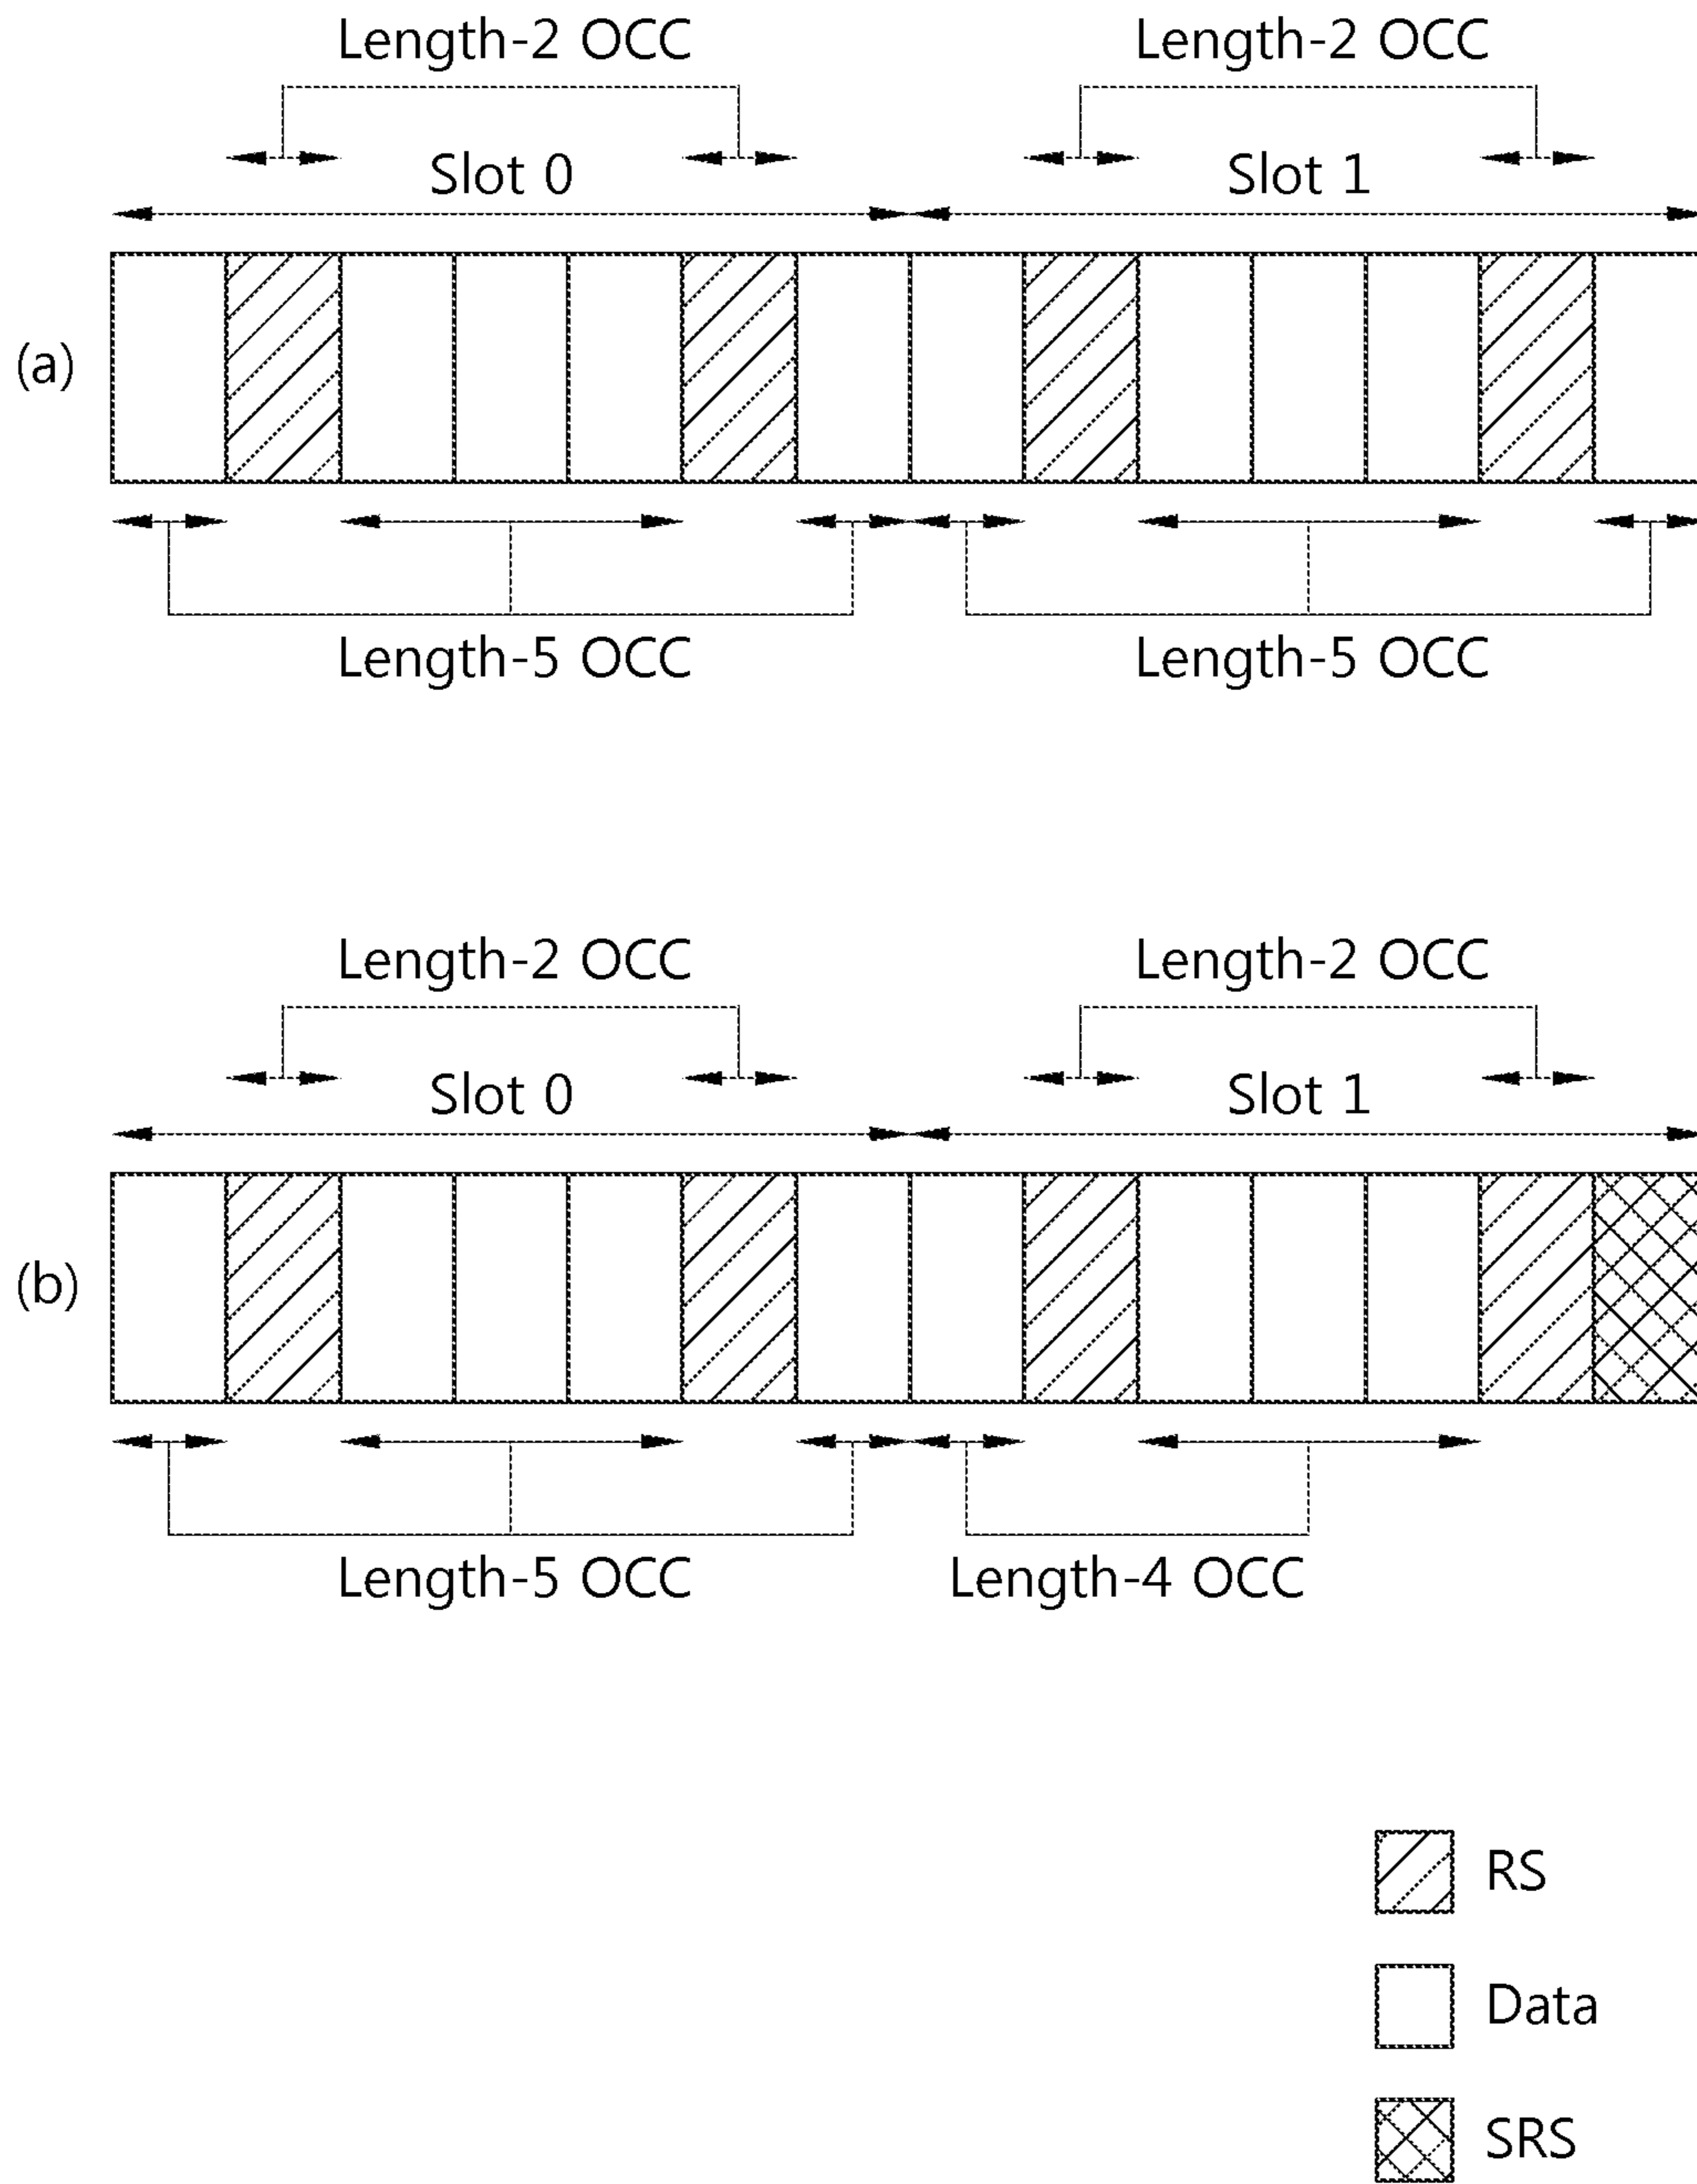 Length-2 OCC
Length-2 OCC
Slot 0
Slot 1
(a)
Length-5 OCC
Length-5 OCC
Length-2 OCC
Length-2 OCC
Slot 0
Slot 1
(b)
Length-5 OCC
Length-4 OCC
RS
Data
SRS